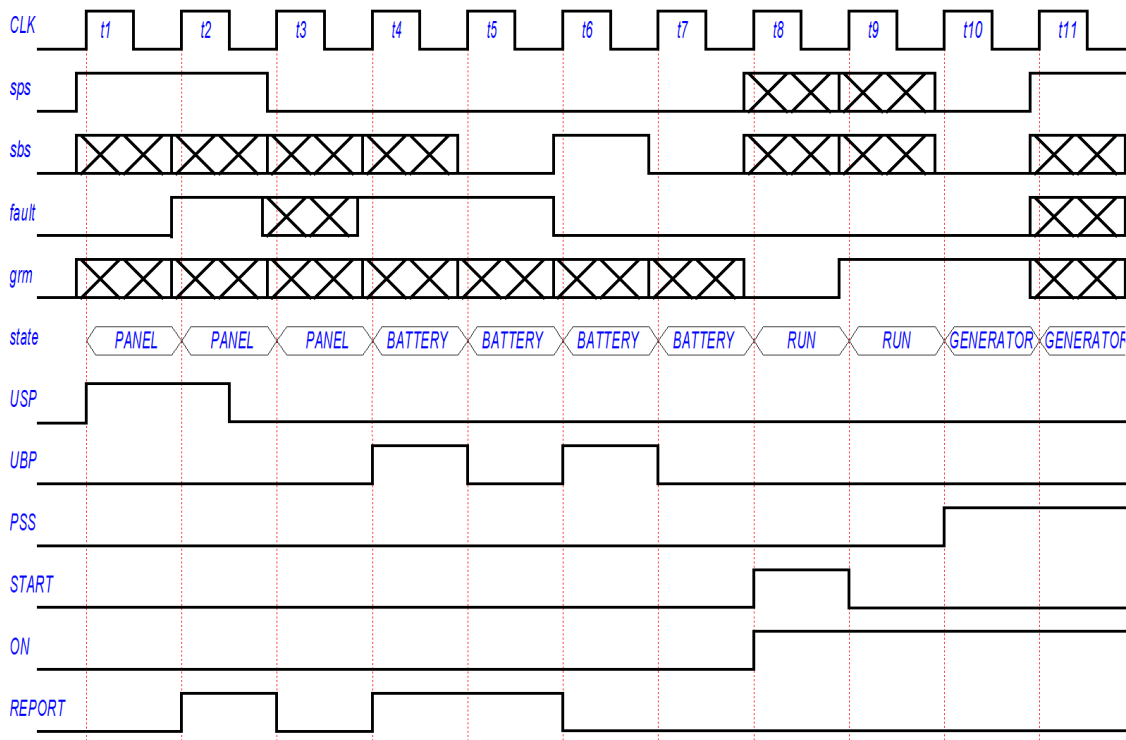 CLK t1 t2 t3 t4 t5 t6 t7 t8 t9 t10 t11
sps
sbs
fault
grm
state PANEL PANEL PANEL BATTERY BATTERY BATTERY BATTERY RUN RUN GENERATOR GENERATOR
USP
UBP
PSS
START
ON
REPORT